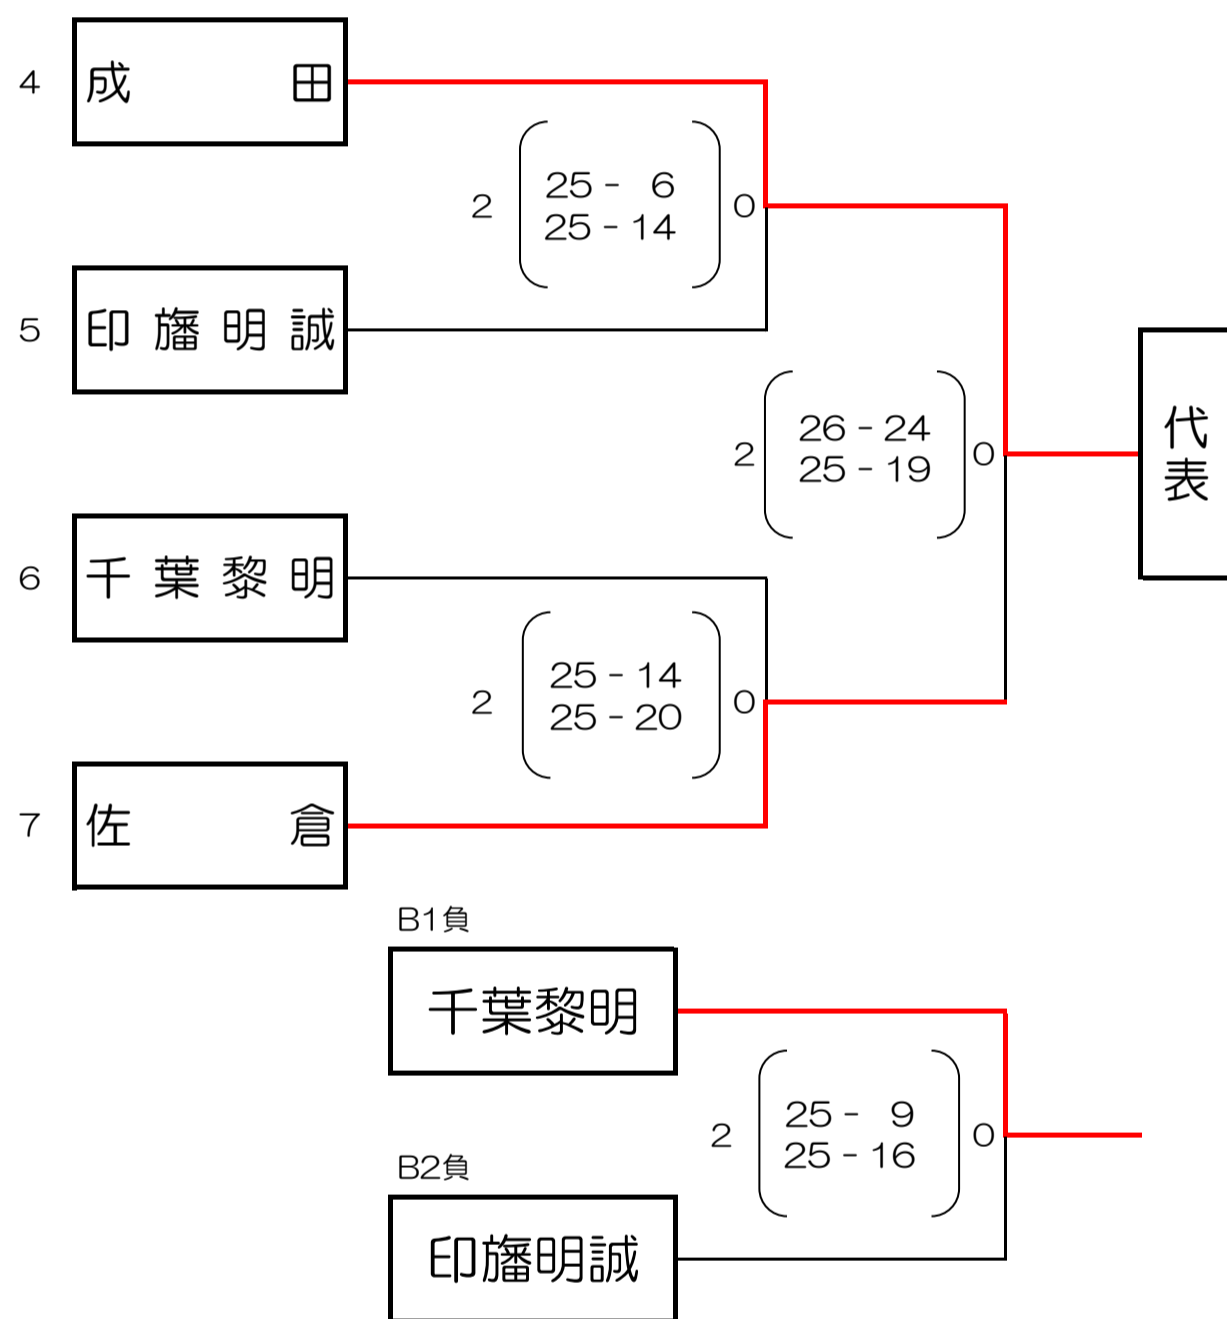 4 成 田
2 25 - 6 0
25 - 14
5 印 旛 明 誠
2 26 - 24 0
25 - 19
代
表
6 千 葉 黎 明
2 25 - 14 0
25 - 20
7 佐 倉
B1負
千葉黎明
2 25 - 9 0
25 - 16
B2負
印旛明誠